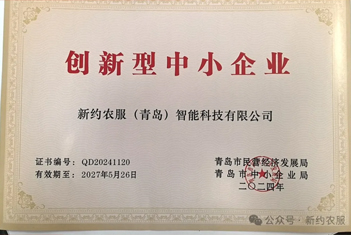 创新型中小企业
新约农服（青岛）智能科技有限公司
证书编号： QD20241120
有效期至： 2027年5月26日
青岛市民营经济发展局
青岛市中小企业局
二〇二四年
公众号 · 新约农服